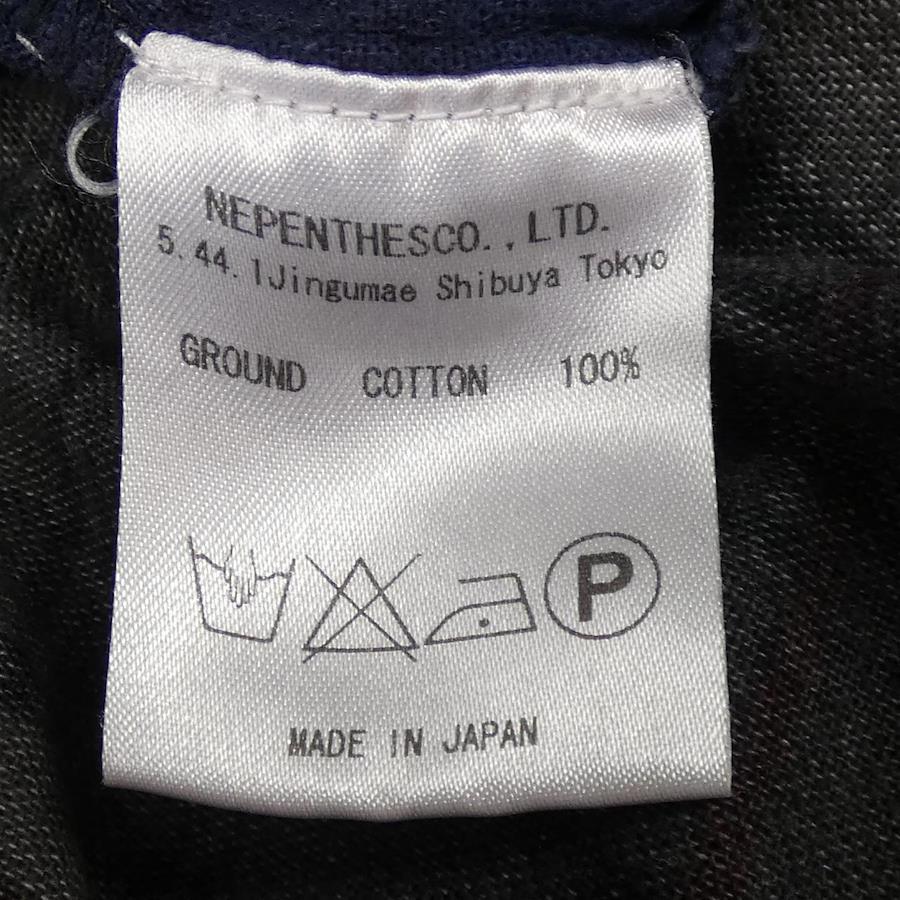 NEPENTHESCO.,LTD.
5.44.1Jingumae Shibuya Tokyo
GROUND COTTON 100%
P
MADE IN JAPAN